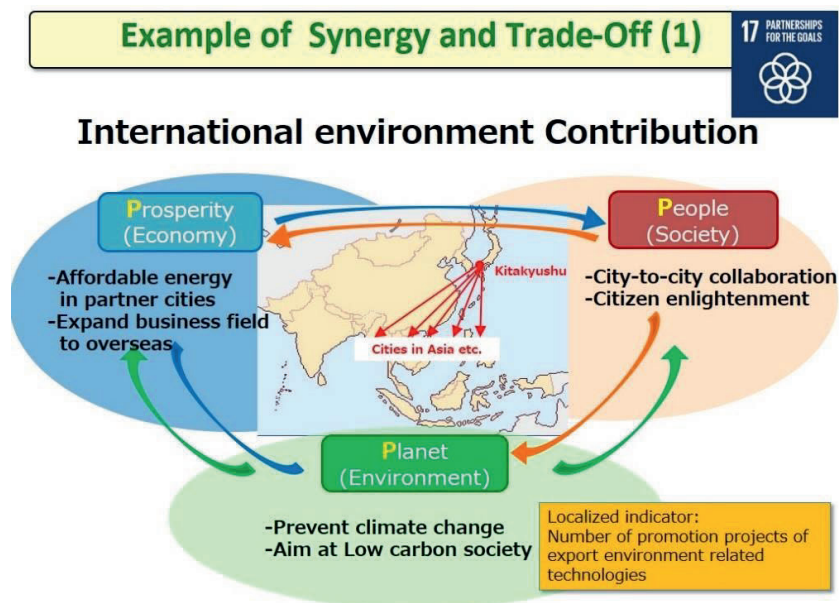 Example of Synergy and Trade-Off (1)
17 PARTNERSHIPS
FOR THE GOALS
International environment Contribution
Prosperity
(Economy)
-Affordable energy
in partner cities
-Expand business field
to overseas
People
(Society)
-City-to-city collaboration
-Citizen enlightenment
Kitakyushu
Cities in Asia etc.
Planet
(Environment)
-Prevent climate change
-Aim at Low carbon society
Localized indicator:
Number of promotion projects of
export environment related
technologies